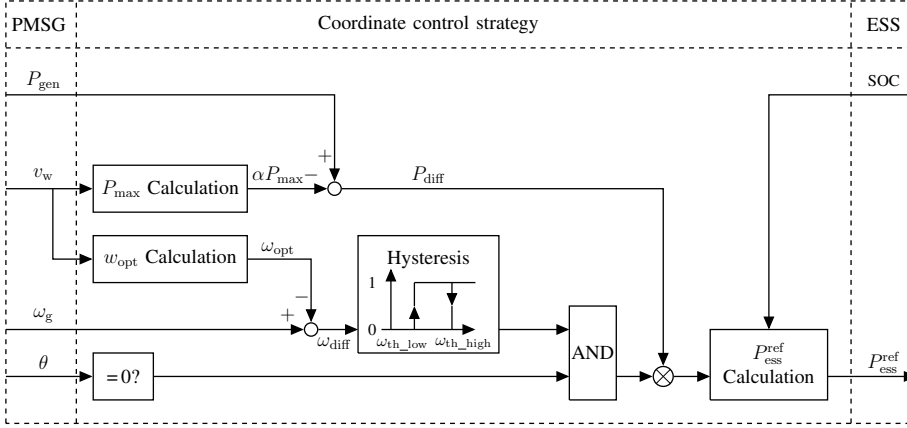 PMSG Coordinate control strategy ESS
P_gen SOC
+
v_w P_max Calculation αP_max − P_diff
w_opt Calculation ω_opt
Hysteresis
−
1
ω_g + ω_diff 0
ω_th_low ω_th_high
AND
θ =0? P_ess^ref Calculation P_ess^ref